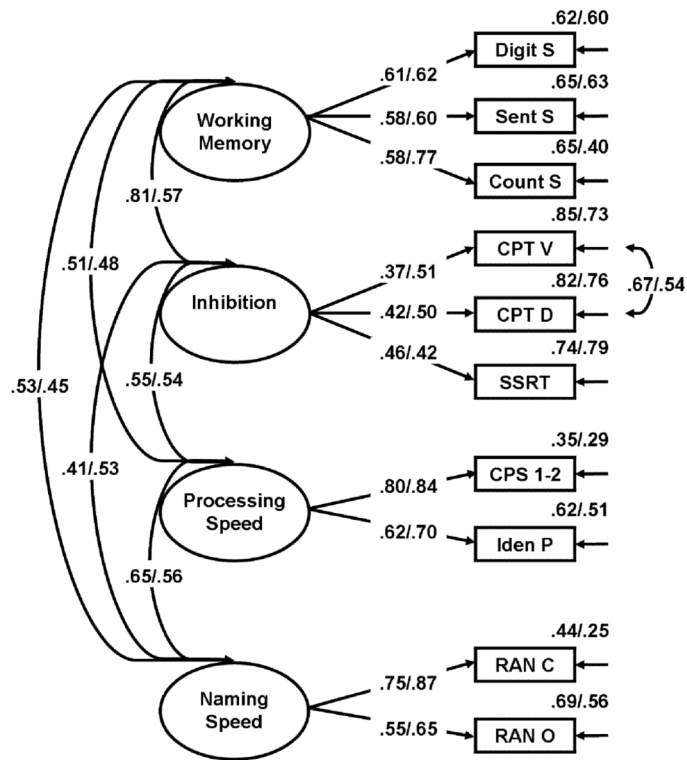 .62/.60
Digit S
.61/.62
.65/.63
Working
Memory
.58/.60
Sent S
.65/.40
.58/.77
Count S
.81/.57
.85/.73
CPT V
.51/.48
.37/.51
.82/.76
.67/.54
Inhibition
.42/.50
CPT D
.74/.79
.46/.42
SSRT
.53/.45
.55/.54
.35/.29
.41/.53
.80/.84
CPS 1-2
Processing
Speed
.62/.51
.62/.70
Iden P
.65/.56
.44/.25
RAN C
.75/.87
Naming
Speed
.69/.56
.55/.65
RAN O